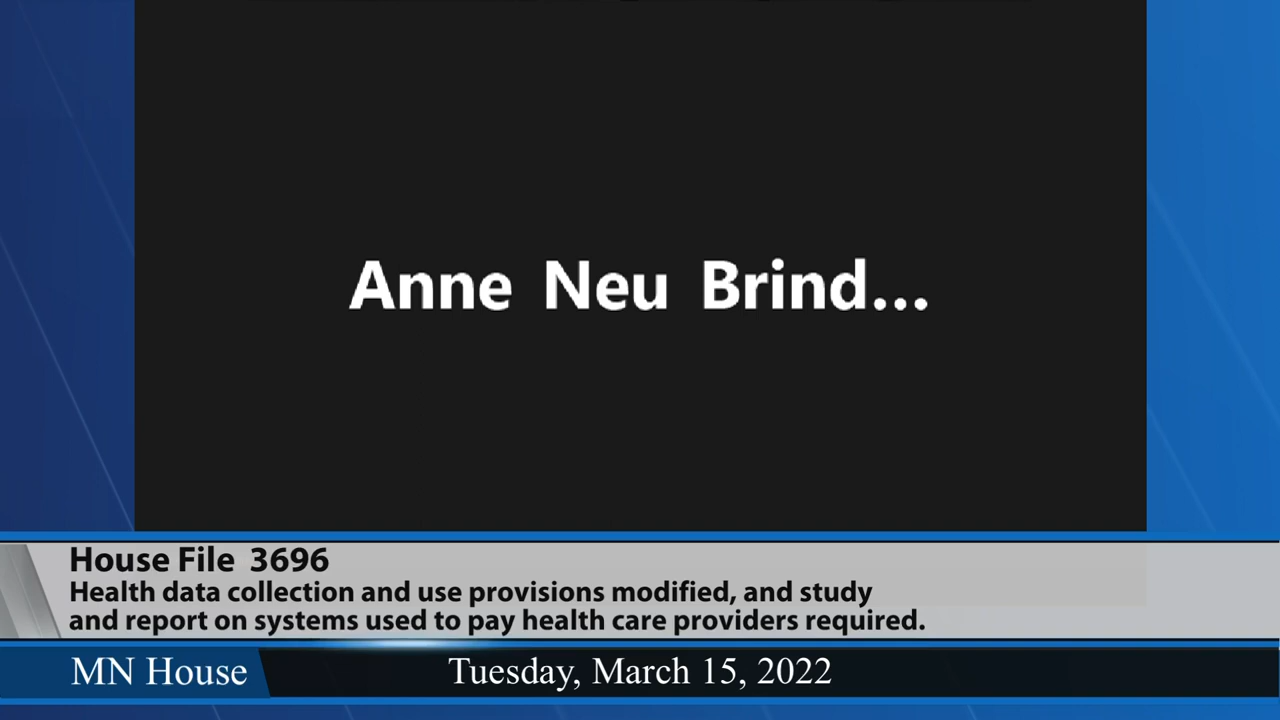 Anne Neu Brind...
House File 3696
Health data collection and use provisions modified, and study
and report on systems used to pay health care providers required.
MN House
Tuesday, March 15, 2022